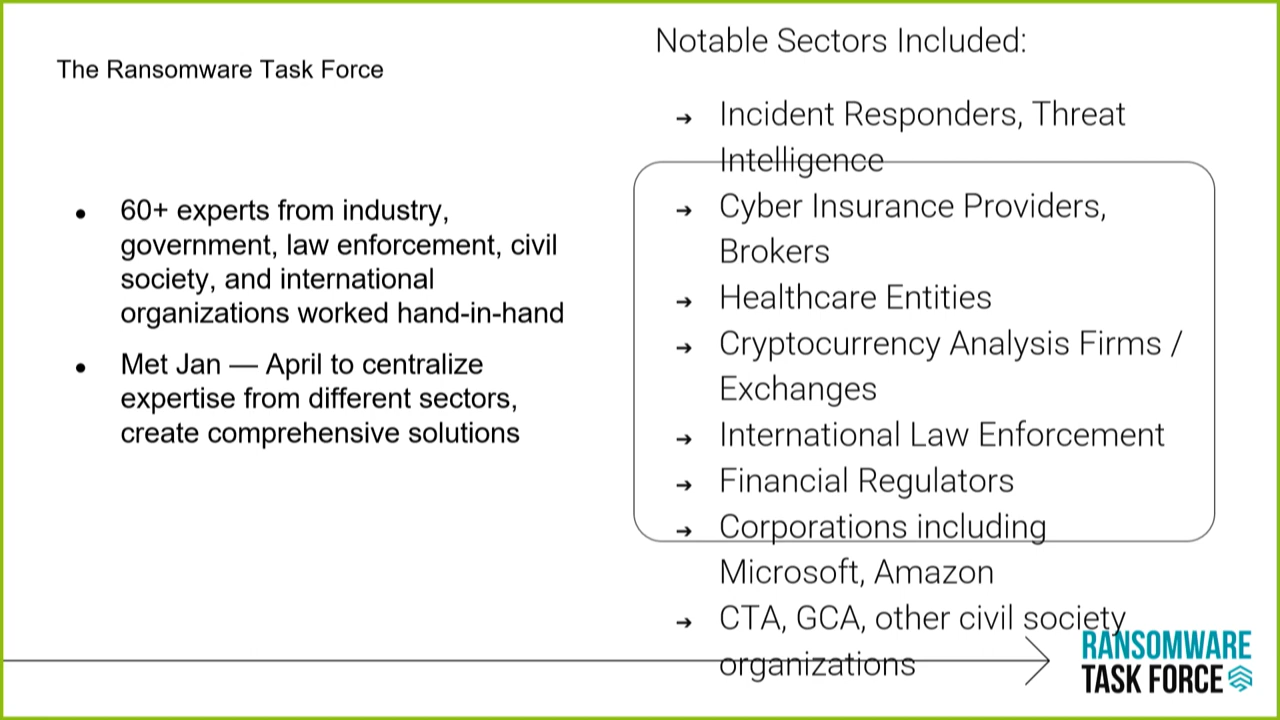 The Ransomware Task Force
● 60+ experts from industry,
government, law enforcement, civil
society, and international
organizations worked hand-in-hand
● Met Jan — April to centralize
expertise from different sectors,
create comprehensive solutions
Notable Sectors Included:
➔ Incident Responders, Threat
Intelligence
➔ Cyber Insurance Providers,
Brokers
➔ Healthcare Entities
➔ Cryptocurrency Analysis Firms /
Exchanges
➔ International Law Enforcement
➔ Financial Regulators
➔ Corporations including
Microsoft, Amazon
➔ CTA, GCA, other civil society
organizations
RANSOMWARE
TASK FORCE